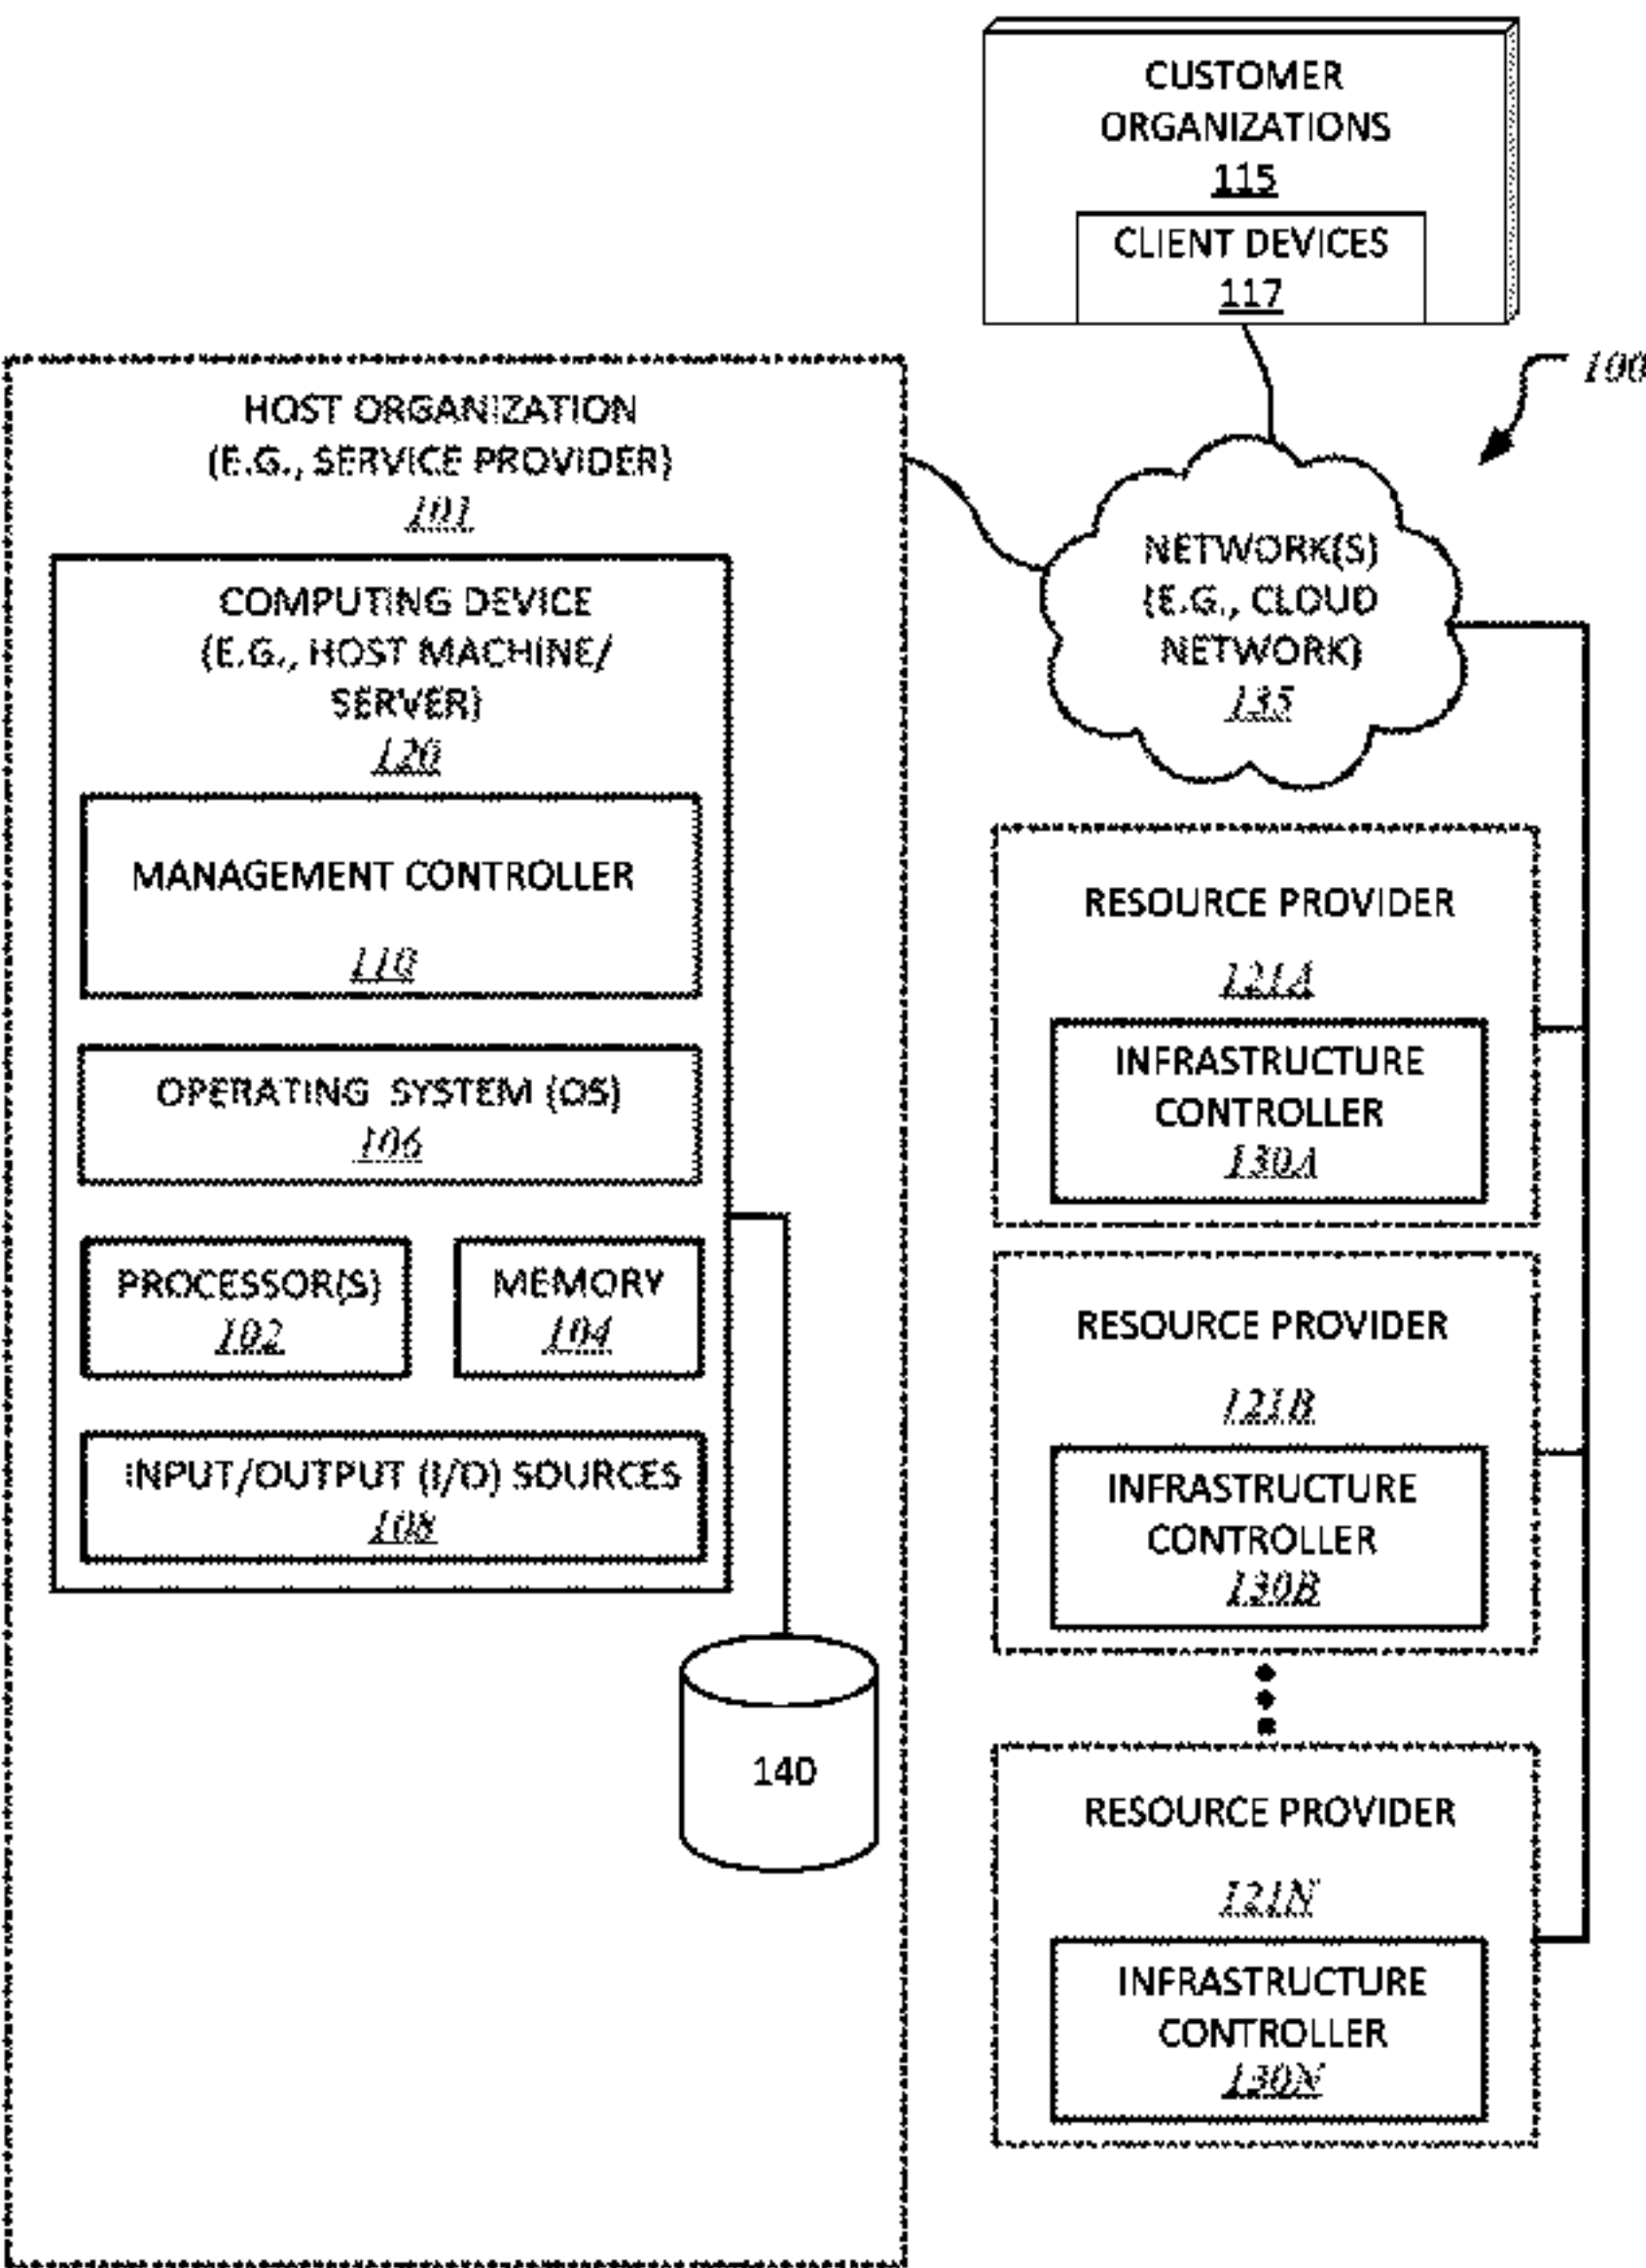 CUSTOMER
ORGANIZATIONS
115
CLIENT DEVICES
117
100
HOST ORGANIZATION
(E.G., SERVICE PROVIDER)
101
COMPUTING DEVICE
(E.G., HOST MACHINE/
SERVER)
120
MANAGEMENT CONTROLLER
110
OPERATING SYSTEM (OS)
106
PROCESSOR(S)
102
MEMORY
104
INPUT/OUTPUT (I/O) SOURCES
108
140
NETWORK(S)
(E.G., CLOUD
NETWORK)
135
RESOURCE PROVIDER
121A
INFRASTRUCTURE
CONTROLLER
130A
RESOURCE PROVIDER
121B
INFRASTRUCTURE
CONTROLLER
130B
RESOURCE PROVIDER
121N
INFRASTRUCTURE
CONTROLLER
130N